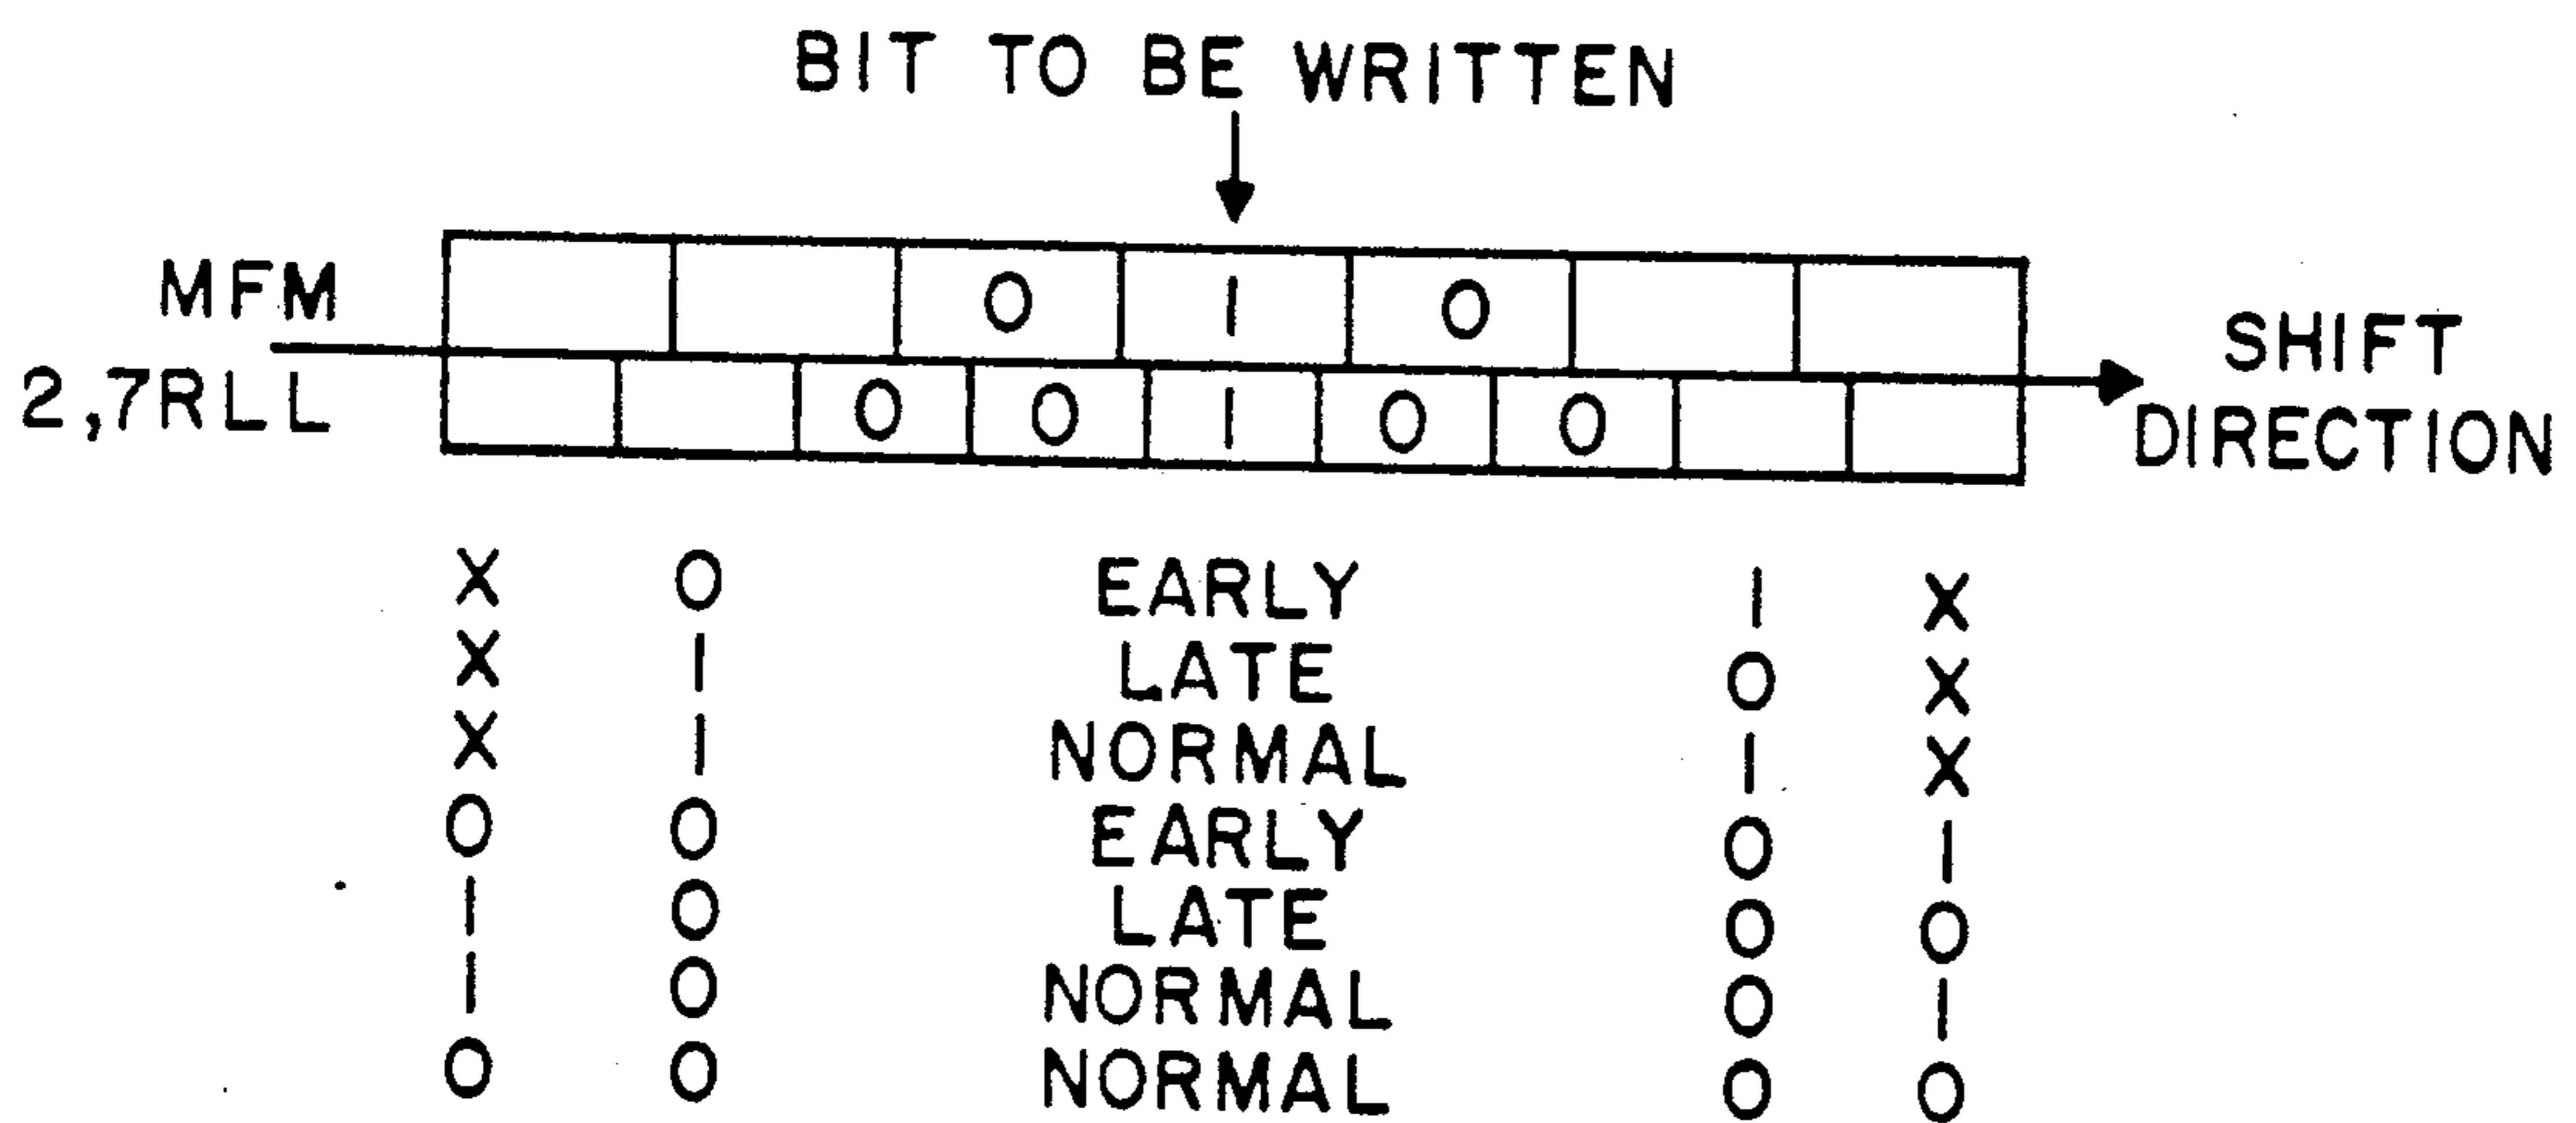 BIT TO BE WRITTEN
MFM 0 1 0
2,7RLL 0 0 1 0 0
SHIFT
DIRECTION
X 0 EARLY 1 X
X 1 LATE 0 X
X 1 NORMAL 1 X
0 0 EARLY 0 1
1 0 LATE 0 0
1 0 NORMAL 0 1
0 0 NORMAL 0 0